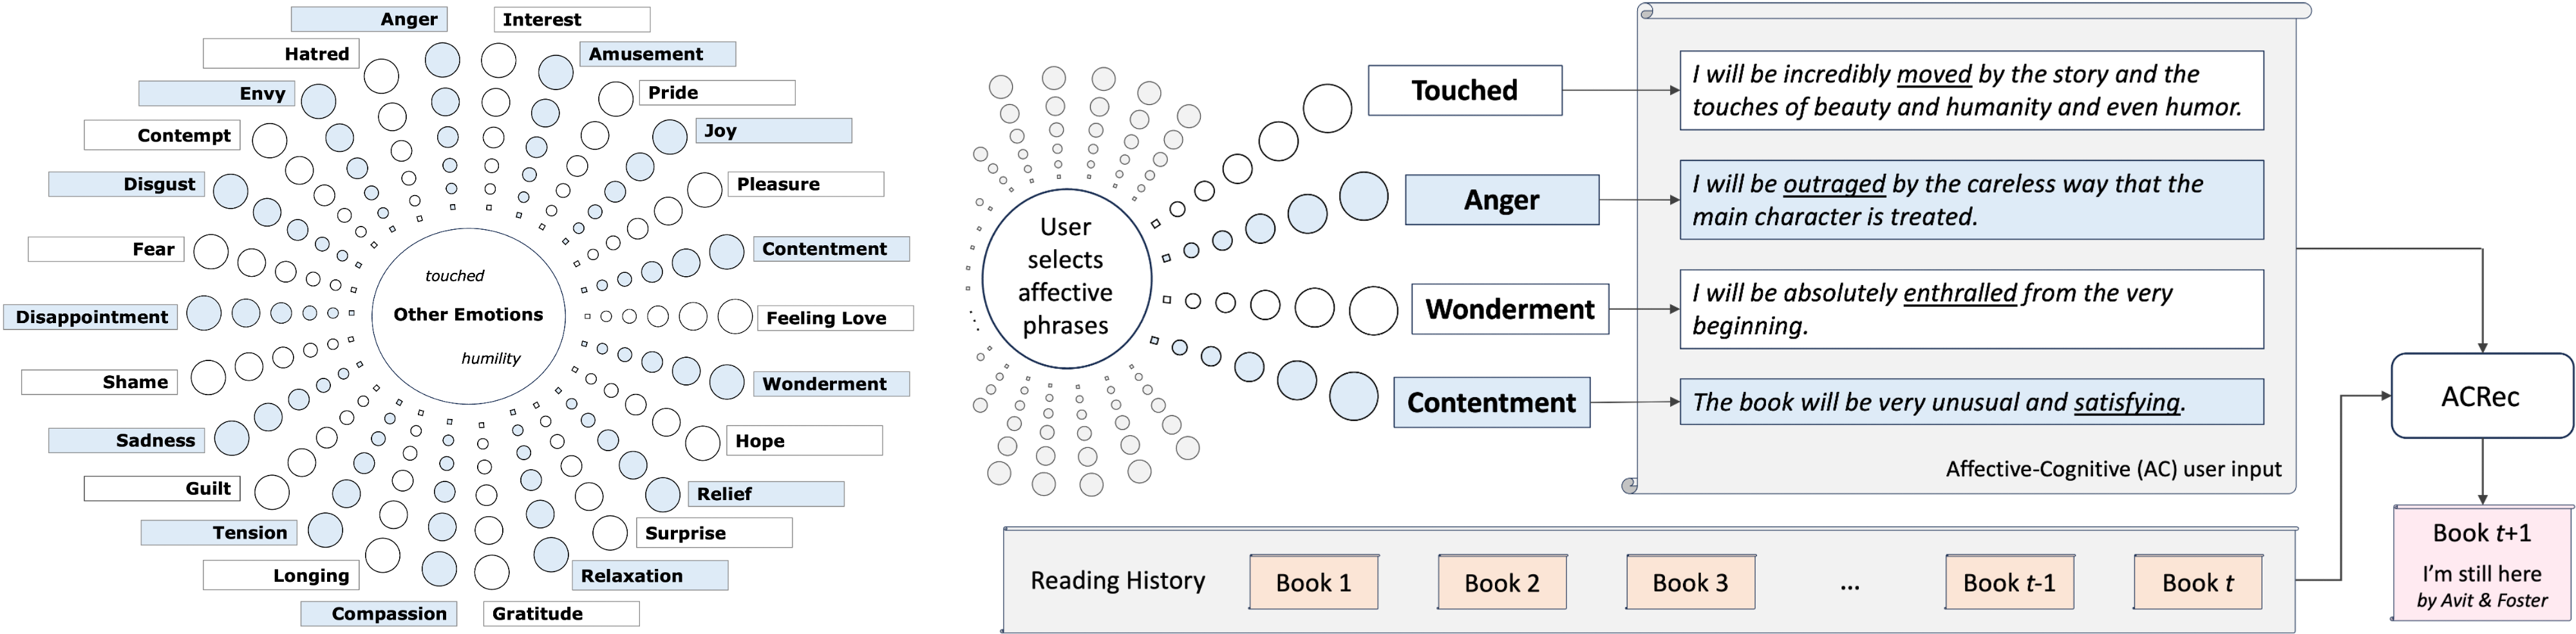 Anger
Interest
Hatred
Amusement
Envy
Pride
Contempt
Joy
Disgust
Pleasure
Fear
Contentment
Disappointment
Feeling Love
Shame
Wonderment
Sadness
Hope
Guilt
Relief
Tension
Surprise
Longing
Relaxation
Compassion
Gratitude
touched
Other Emotions
humility
User
selects
affective
phrases
Touched
I will be incredibly moved by the story and the
touches of beauty and humanity and even humor.
Anger
I will be outraged by the careless way that the
main character is treated.
Wonderment
I will be absolutely enthralled from the very
beginning.
Contentment
The book will be very unusual and satisfying.
Affective-Cognitive (AC) user input
ACRec
Reading History
Book 1
Book 2
Book 3
...
Book t-1
Book t
Book t+1
I'm still here
by Avit & Foster